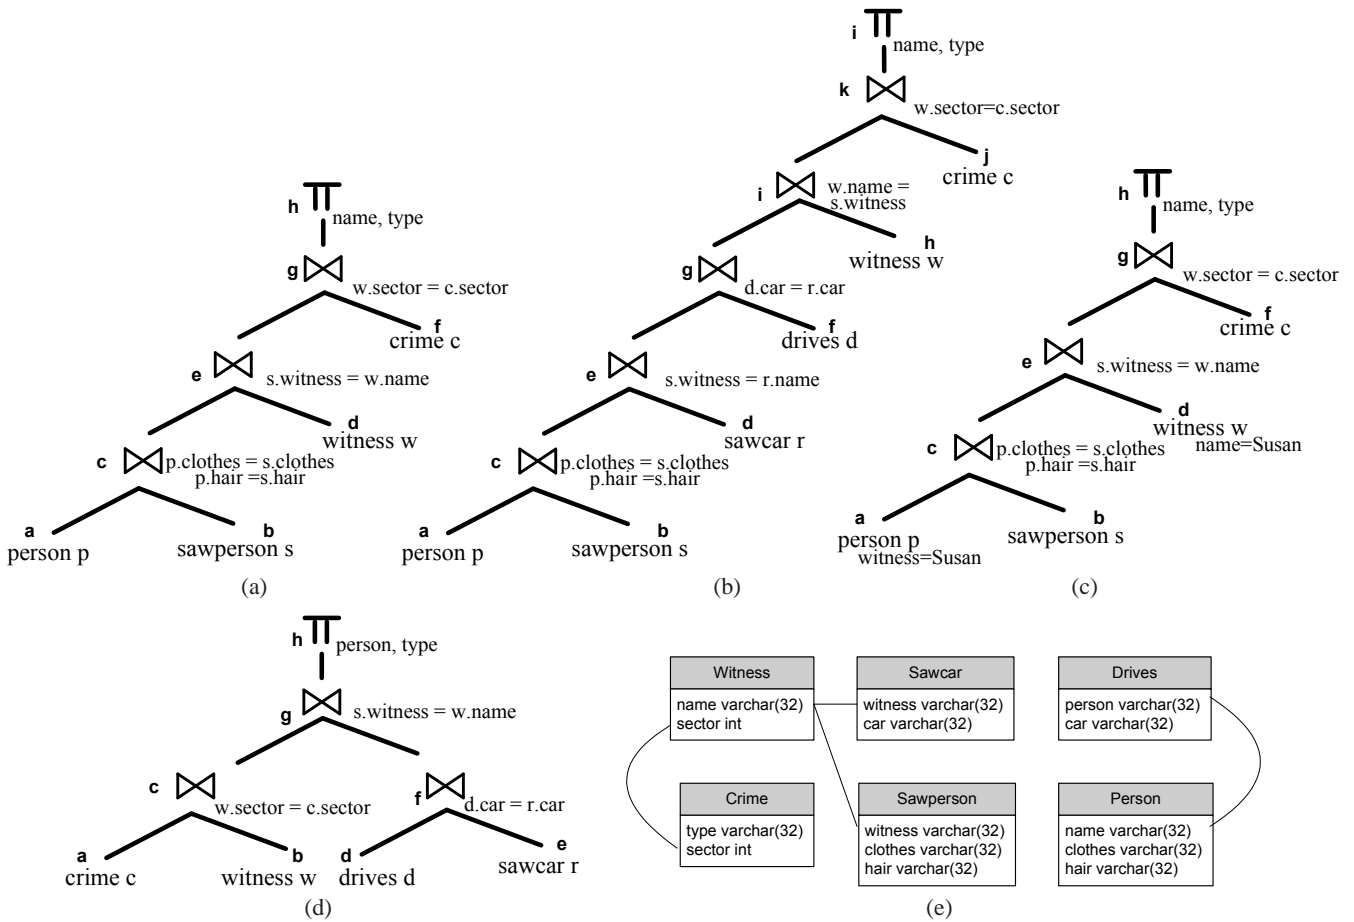 h
name, type
g
w.sector = c.sector
f
crime c
e
s.witness = w.name
d
witness w
c
p.clothes = s.clothes
p.hair =s.hair
a
person p
b
sawperson s
(a)
i
name, type
k
w.sector=c.sector
j
crime c
i
w.name =
s.witness
h
witness w
g
d.car = r.car
f
drives d
e
s.witness = r.name
d
sawcar r
c
p.clothes = s.clothes
p.hair =s.hair
a
person p
b
sawperson s
(b)
h
name, type
g
w.sector = c.sector
f
crime c
e
s.witness = w.name
d
witness w
name=Susan
c
p.clothes = s.clothes
p.hair =s.hair
a
person p
witness=Susan
b
sawperson s
(c)
h
person, type
g
s.witness = w.name
c
w.sector = c.sector
f
d.car = r.car
a
crime c
b
witness w
d
drives d
e
sawcar r
(d)
Witness
name varchar(32)
sector int
Sawcar
witness varchar(32)
car varchar(32)
Drives
person varchar(32)
car varchar(32)
Crime
type varchar(32)
sector int
Sawperson
witness varchar(32)
clothes varchar(32)
hair varchar(32)
Person
name varchar(32)
clothes varchar(32)
hair varchar(32)
(e)